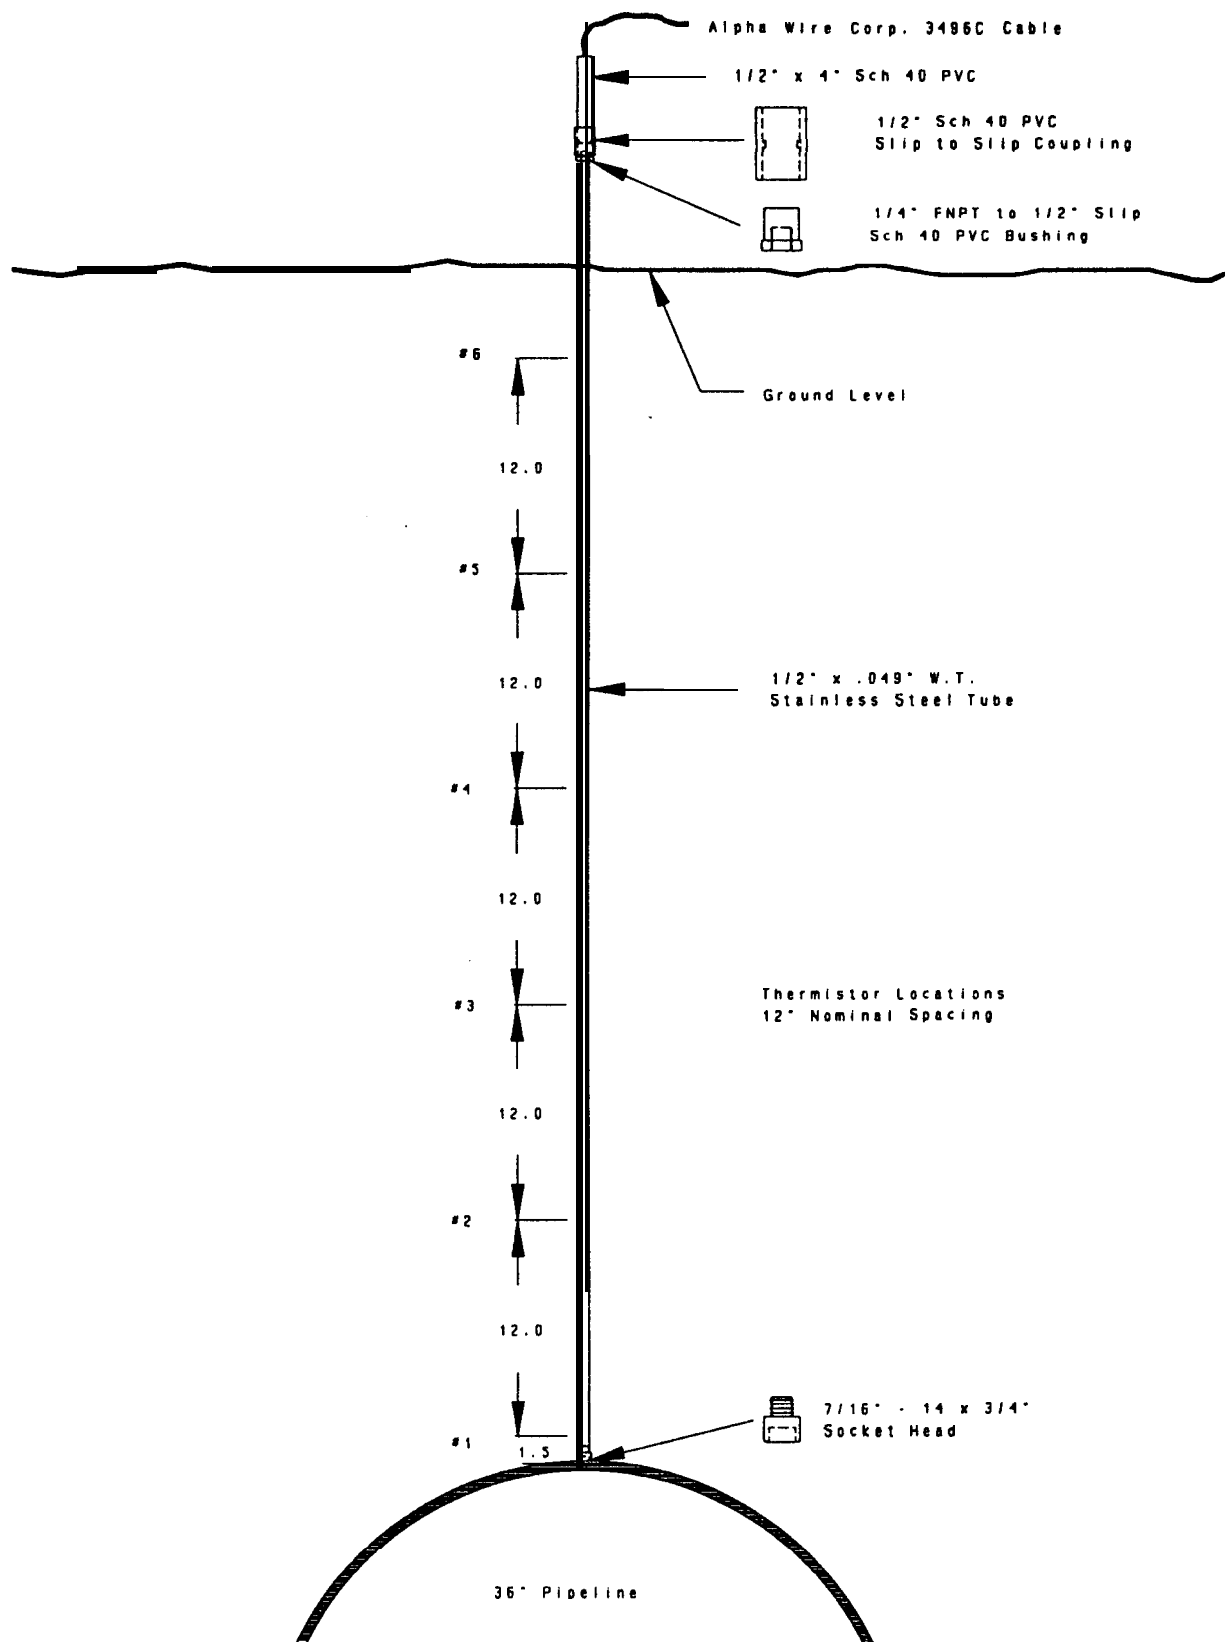 Alpha Wire Corp. 3496C Cable
1/2" x 4" Sch 40 PVC
1/2" Sch 40 PVC
Slip to Slip Coupling
1/4" FNPT to 1/2" Slip
Sch 40 PVC Bushing
#6
Ground Level
12.0
#5
1/2" x .049" W.T.
Stainless Steel Tube
12.0
#4
12.0
Thermistor Locations
12" Nominal Spacing
#3
12.0
#2
12.0
7/16" - 14 x 3/4"
Socket Head
#1
1.5
36" Pipeline